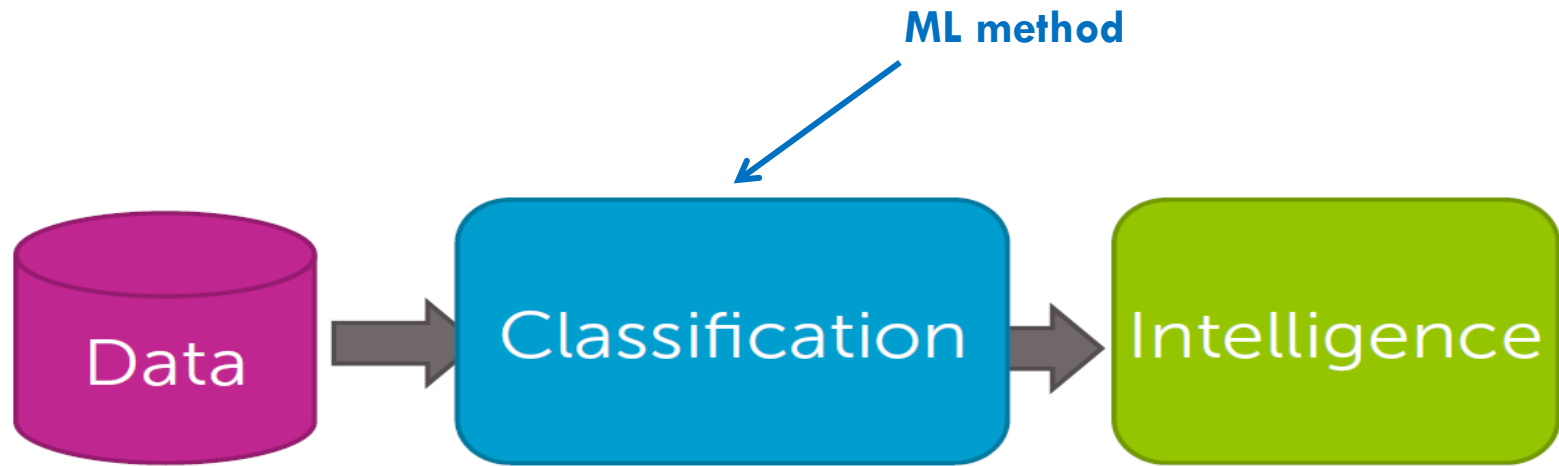 ML method
Data
Classification
Intelligence